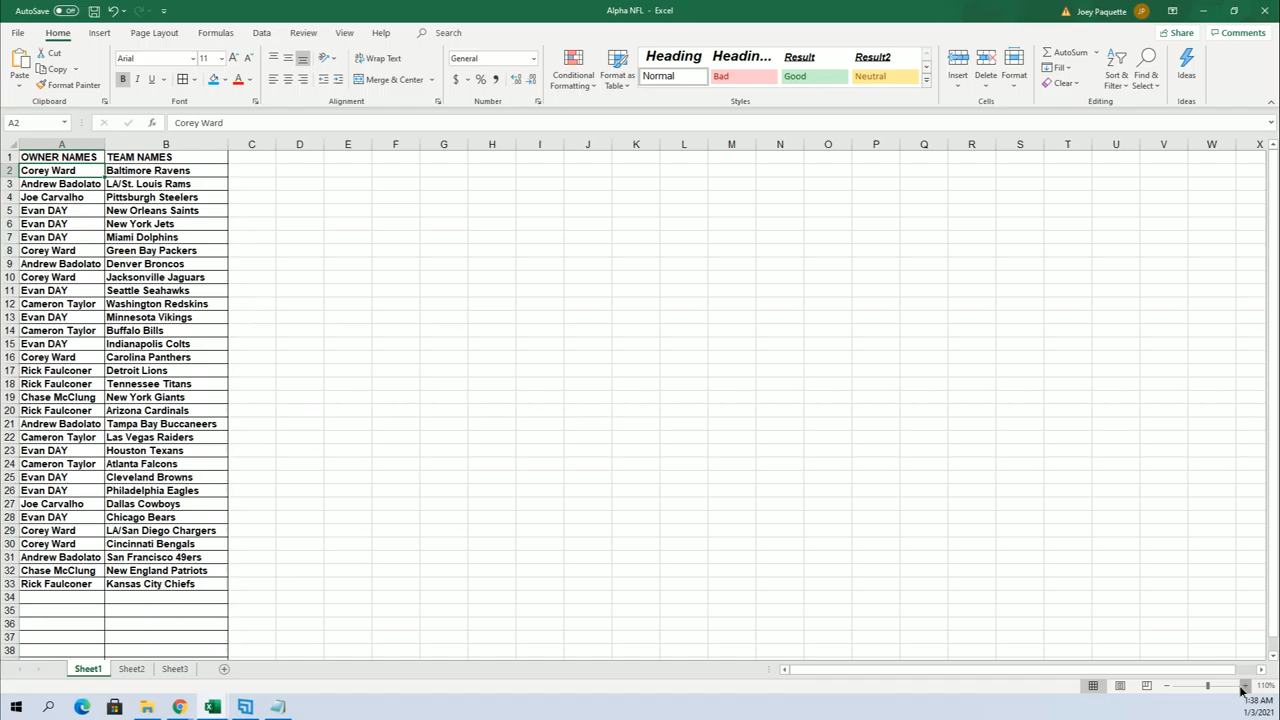 AutoSave Off
Alpha NFL - Excel
Joey Paquette JP
File Home Insert Page Layout Formulas Data Review View Help Search Share Comments
Paste Cut Copy Format Painter
Arial 11 B I U
Wrap Text Merge & Center
General $ % 9
Conditional Formatting Format as Table
Heading Headin... Result Result2
Normal Bad Good Neutral
Insert Delete Format
AutoSum Fill Clear Sort & Filter Find & Select Ideas
Clipboard Font Alignment Number Styles Cells Editing Ideas
A2 fx Corey Ward
A B C D E F G H I J K L M N O P Q R S T U V W X
1 OWNER NAMES TEAM NAMES
2 Corey Ward Baltimore Ravens
3 Andrew Badolato LA/St. Louis Rams
4 Joe Carvalho Pittsburgh Steelers
5 Evan DAY New Orleans Saints
6 Evan DAY New York Jets
7 Evan DAY Miami Dolphins
8 Corey Ward Green Bay Packers
9 Andrew Badolato Denver Broncos
10 Corey Ward Jacksonville Jaguars
11 Evan DAY Seattle Seahawks
12 Cameron Taylor Washington Redskins
13 Evan DAY Minnesota Vikings
14 Cameron Taylor Buffalo Bills
15 Evan DAY Indianapolis Colts
16 Corey Ward Carolina Panthers
17 Rick Faulconer Detroit Lions
18 Rick Faulconer Tennessee Titans
19 Chase McClung New York Giants
20 Rick Faulconer Arizona Cardinals
21 Andrew Badolato Tampa Bay Buccaneers
22 Cameron Taylor Las Vegas Raiders
23 Evan DAY Houston Texans
24 Cameron Taylor Atlanta Falcons
25 Evan DAY Cleveland Browns
26 Evan DAY Philadelphia Eagles
27 Joe Carvalho Dallas Cowboys
28 Evan DAY Chicago Bears
29 Corey Ward LA/San Diego Chargers
30 Corey Ward Cincinnati Bengals
31 Andrew Badolato San Francisco 49ers
32 Chase McClung New England Patriots
33 Rick Faulconer Kansas City Chiefs
34
35
36
37
38
Sheet1 Sheet2 Sheet3
110%
1:38 AM
1/3/2021